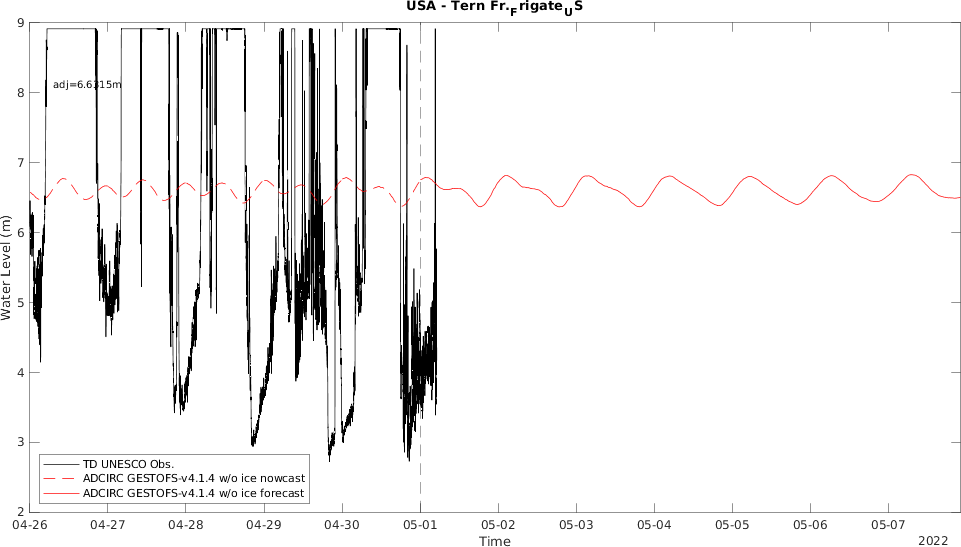 USA - Tern Fr.FrigateUS
9
8
7
6
5
4
3
2
Water Level (m)
adj=6.6315m
TD UNESCO Obs.
ADCIRC GESTOFS-v4.1.4 w/o ice nowcast
ADCIRC GESTOFS-v4.1.4 w/o ice forecast
04-26 04-27 04-28 04-29 04-30 05-01 05-02 05-03 05-04 05-05 05-06 05-07
Time
2022